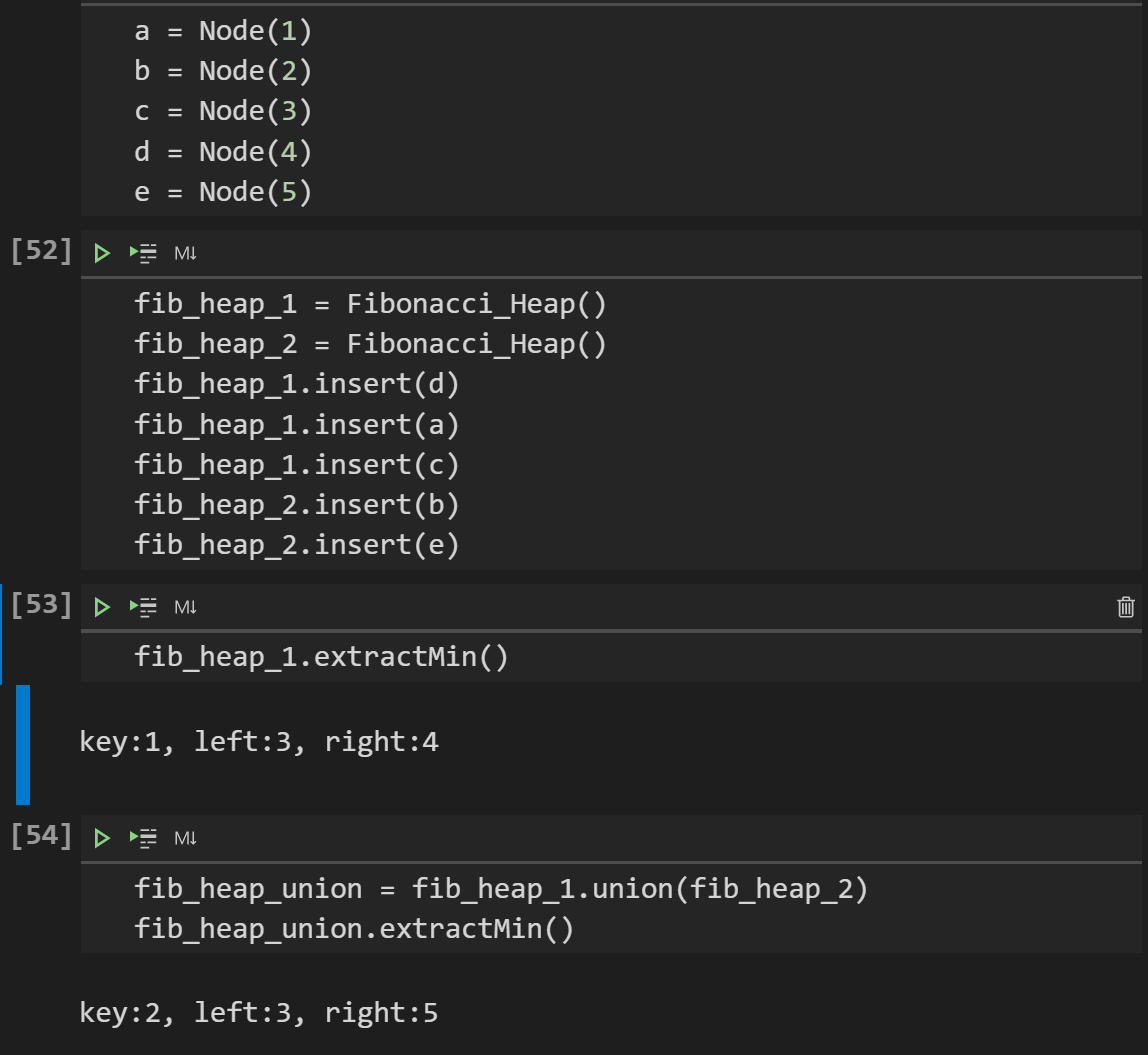 a = Node(1)
b = Node(2)
c = Node(3)
d = Node(4)
e = Node(5)
[52]
M↓
fib_heap_1 = Fibonacci_Heap()
fib_heap_2 = Fibonacci_Heap()
fib_heap_1.insert(d)
fib_heap_1.insert(a)
fib_heap_1.insert(c)
fib_heap_2.insert(b)
fib_heap_2.insert(e)
[53]
M↓
fib_heap_1.extractMin()
key:1, left:3, right:4
[54]
M↓
fib_heap_union = fib_heap_1.union(fib_heap_2)
fib_heap_union.extractMin()
key:2, left:3, right:5